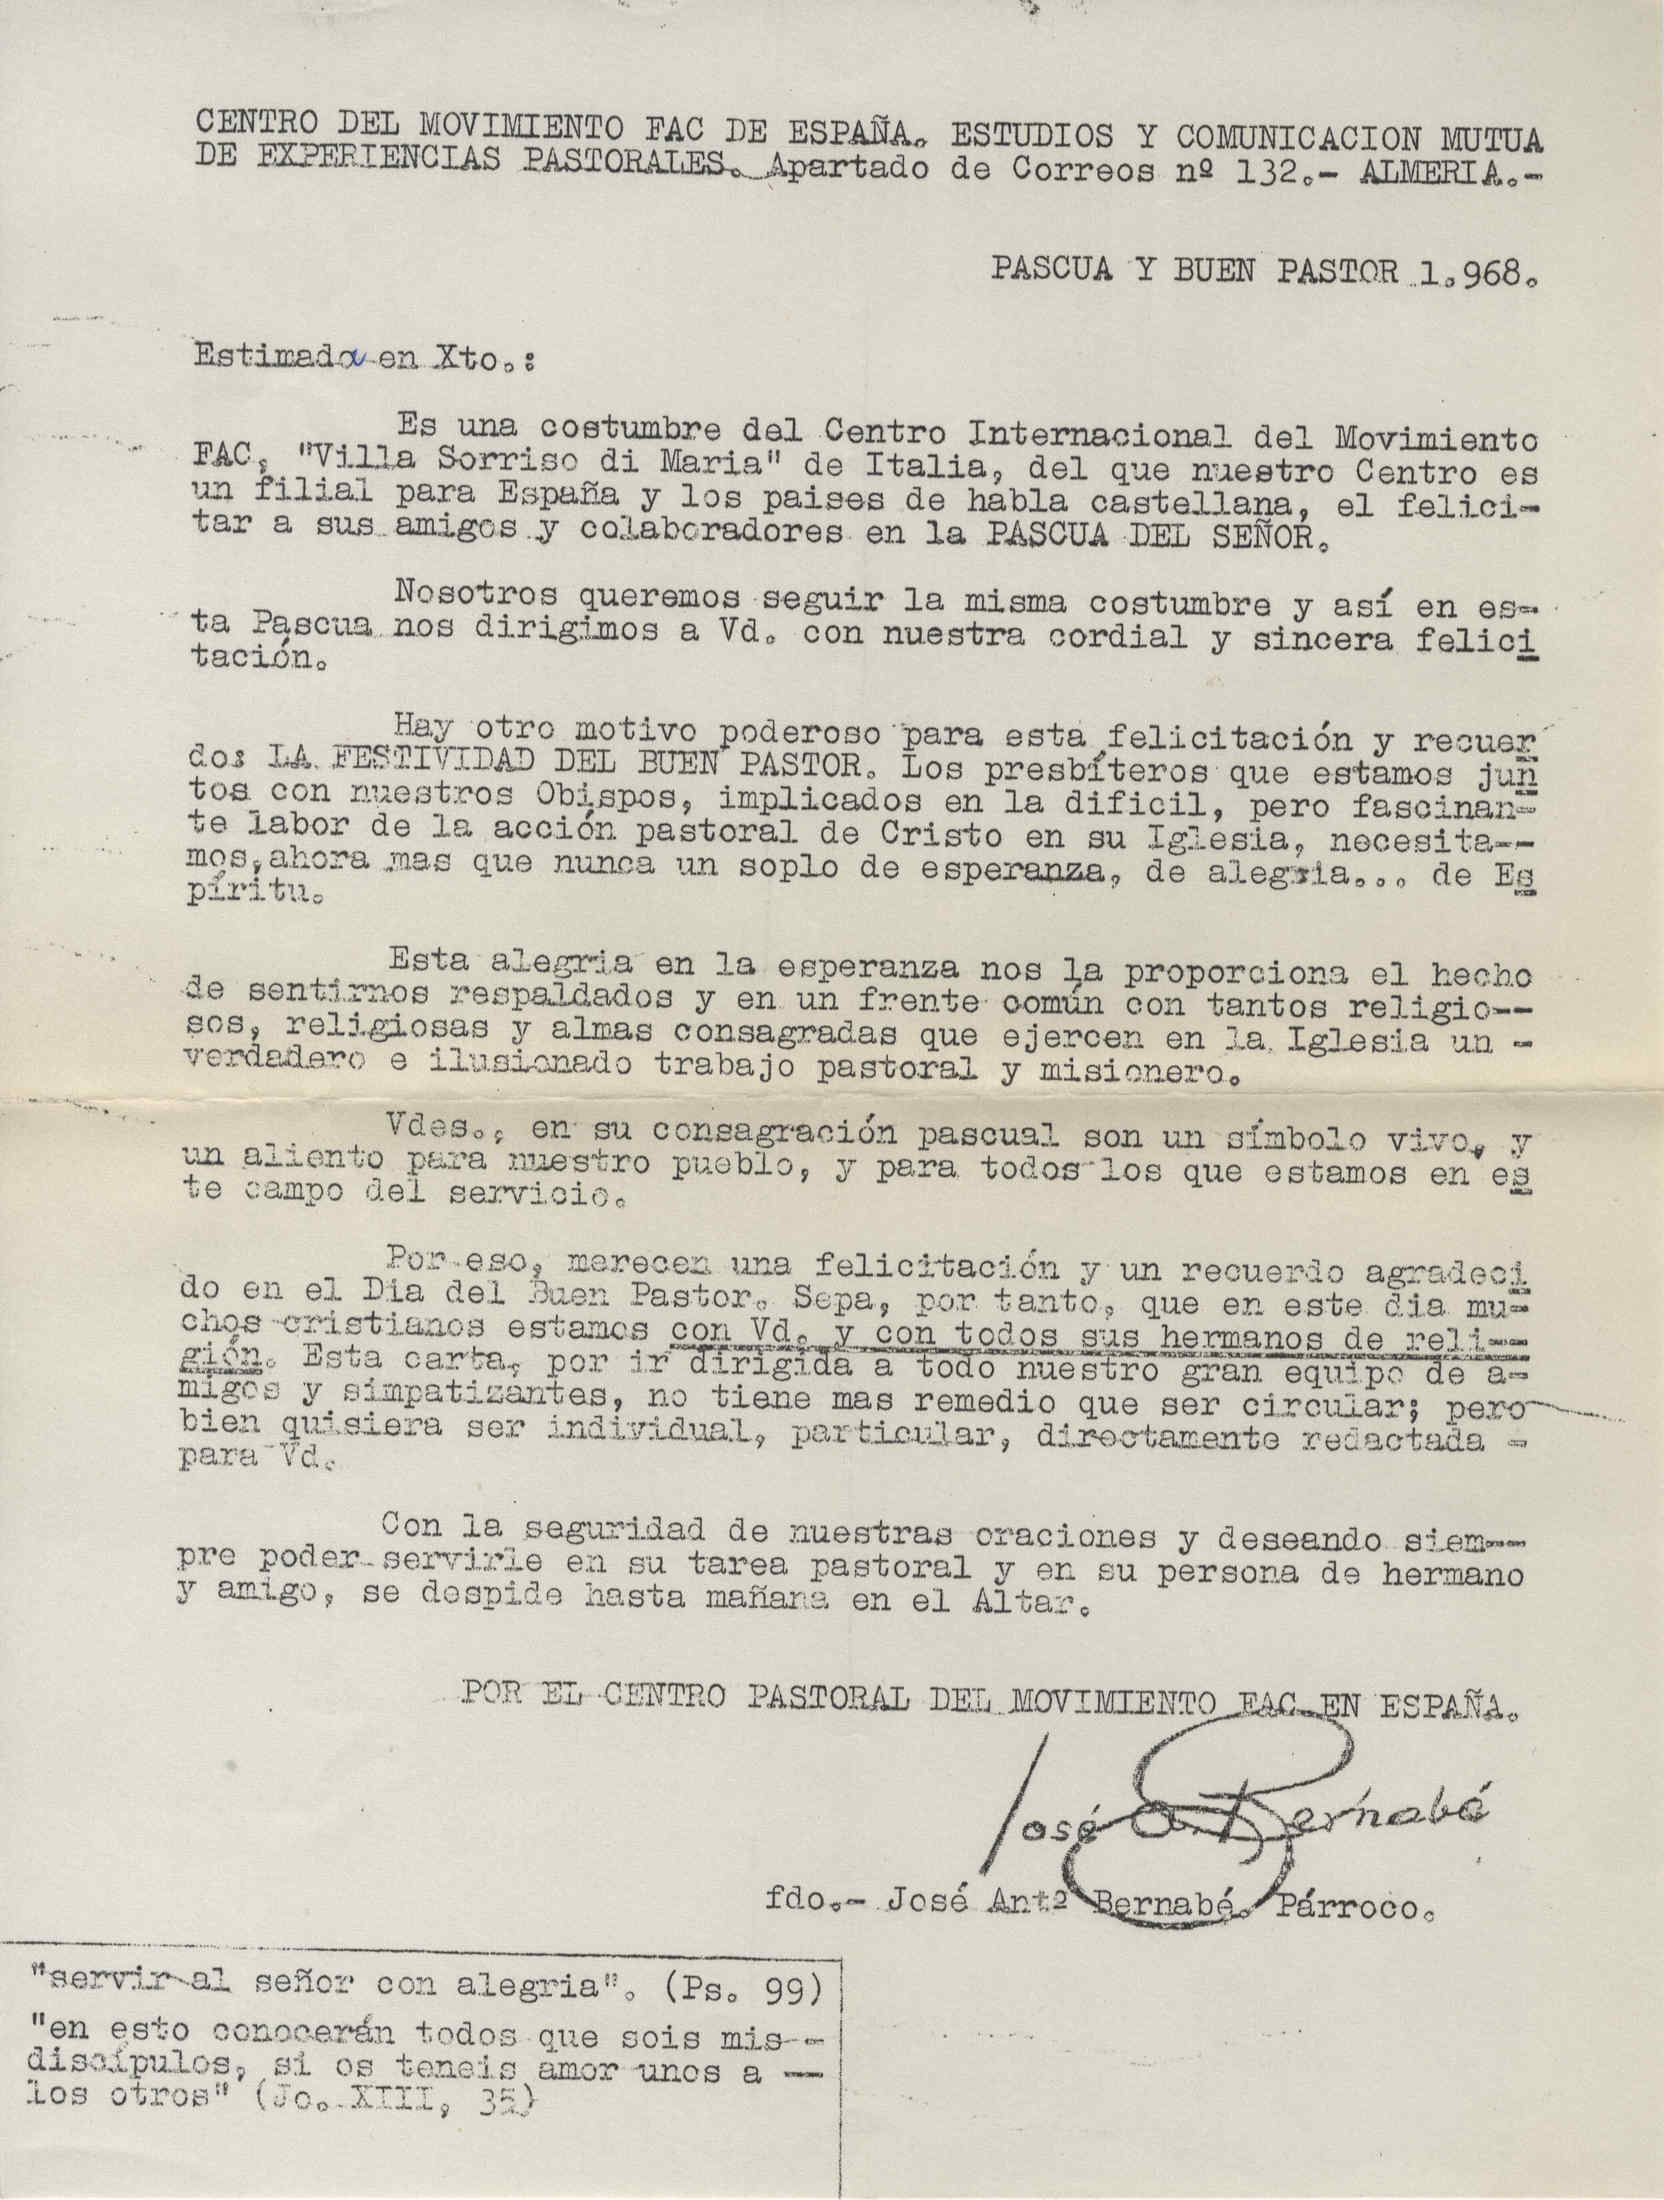 CENTRO DEL MOVIMIENTO FAC DE ESPAÑA. ESTUDIOS Y COMUNICACION MUTUA
DE EXPERIENCIAS PASTORALES. Apartado de Correos nº 132.- ALMERIA.-
PASCUA Y BUEN PASTOR 1.968.
Estimada en Xto.:
Es una costumbre del Centro Internacional del Movimiento
FAC, "Villa Sorriso di Maria" de Italia, del que nuestro Centro es
un filial para España y los paises de habla castellana, el felici-
tar a sus amigos y colaboradores en la PASCUA DEL SEÑOR.
Nosotros queremos seguir la misma costumbre y así en es-
ta Pascua nos dirigimos a Vd. con nuestra cordial y sincera felici
tación.
Hay otro motivo poderoso para esta felicitación y recuer
do: LA FESTIVIDAD DEL BUEN PASTOR. Los presbíteros que estamos jun
tos con nuestros Obispos, implicados en la dificil, pero fascinan-
te labor de la acción pastoral de Cristo en su Iglesia, necesita--
mos, ahora mas que nunca un soplo de esperanza, de alegria... de Es
píritu.
Esta alegria en la esperanza nos la proporciona el hecho
de sentirnos respaldados y en un frente común con tantos religio--
sos, religiosas y almas consagradas que ejercen en la Iglesia un -
verdadero e ilusionado trabajo pastoral y misionero.
Vdes., en su consagración pascual son un símbolo vivo, y
un aliento para nuestro pueblo, y para todos los que estamos en es
te campo del servicio.
Por eso, merecen una felicitación y un recuerdo agradeci
do en el Dia del Buen Pastor. Sepa, por tanto, que en este dia mu-
chos cristianos estamos con Vd. y con todos sus hermanos de reli--
gión. Esta carta, por ir dirigida a todo nuestro gran equipo de a-
migos y simpatizantes, no tiene mas remedio que ser circular; pero
bien quisiera ser individual, particular, directamente redactada -
para Vd.
Con la seguridad de nuestras oraciones y deseando siem--
pre poder servirle en su tarea pastoral y en su persona de hermano
y amigo, se despide hasta mañana en el Altar.
POR EL CENTRO PASTORAL DEL MOVIMIENTO FAC EN ESPAÑA.
José A. Bernabé
fdo.- José Antº Bernabé. Párroco.
"servir al señor con alegria". (Ps. 99)
"en esto conocerán todos que sois mis--
discípulos, si os teneis amor unos a --
los otros" (Jo. XIII, 35)